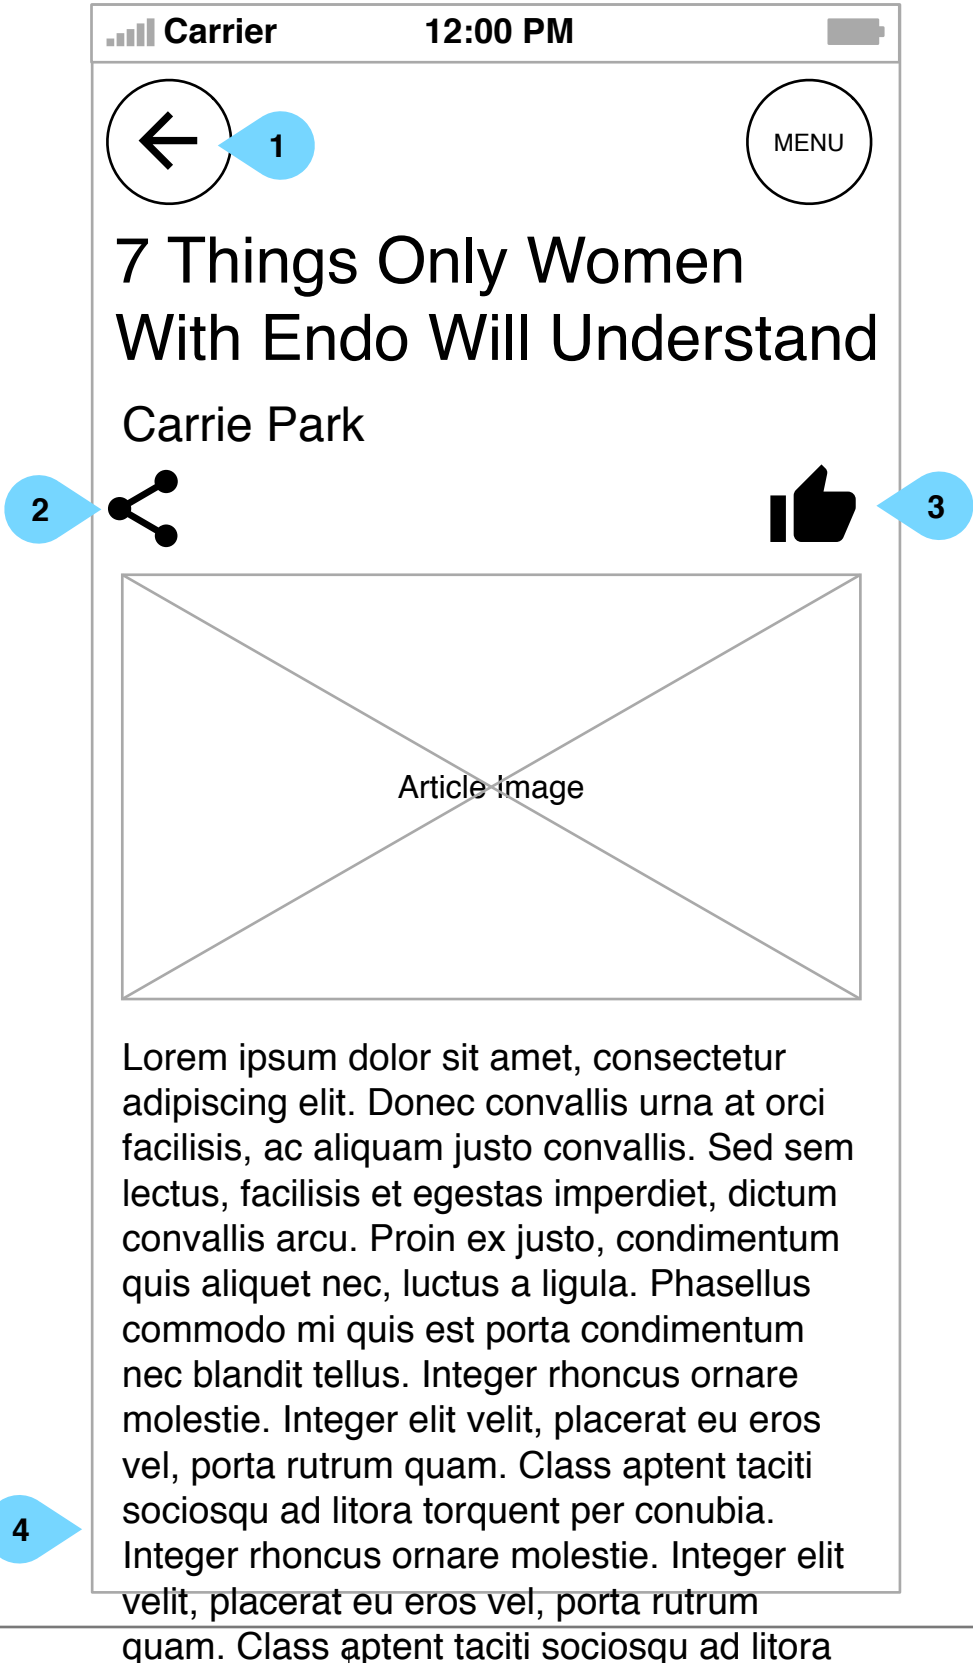 Carrier 12:00 PM
1
MENU
7 Things Only Women
With Endo Will Understand
Carrie Park
2
3
Article Image
Lorem ipsum dolor sit amet, consectetur
adipiscing elit. Donec convallis urna at orci
facilisis, ac aliquam justo convallis. Sed sem
lectus, facilisis et egestas imperdiet, dictum
convallis arcu. Proin ex justo, condimentum
quis aliquet nec, luctus a ligula. Phasellus
commodo mi quis est porta condimentum
nec blandit tellus. Integer rhoncus ornare
molestie. Integer elit velit, placerat eu eros
vel, porta rutrum quam. Class aptent taciti
sociosqu ad litora torquent per conubia.
4
Integer rhoncus ornare molestie. Integer elit
velit, placerat eu eros vel, porta rutrum
quam. Class aptent taciti sociosqu ad litora